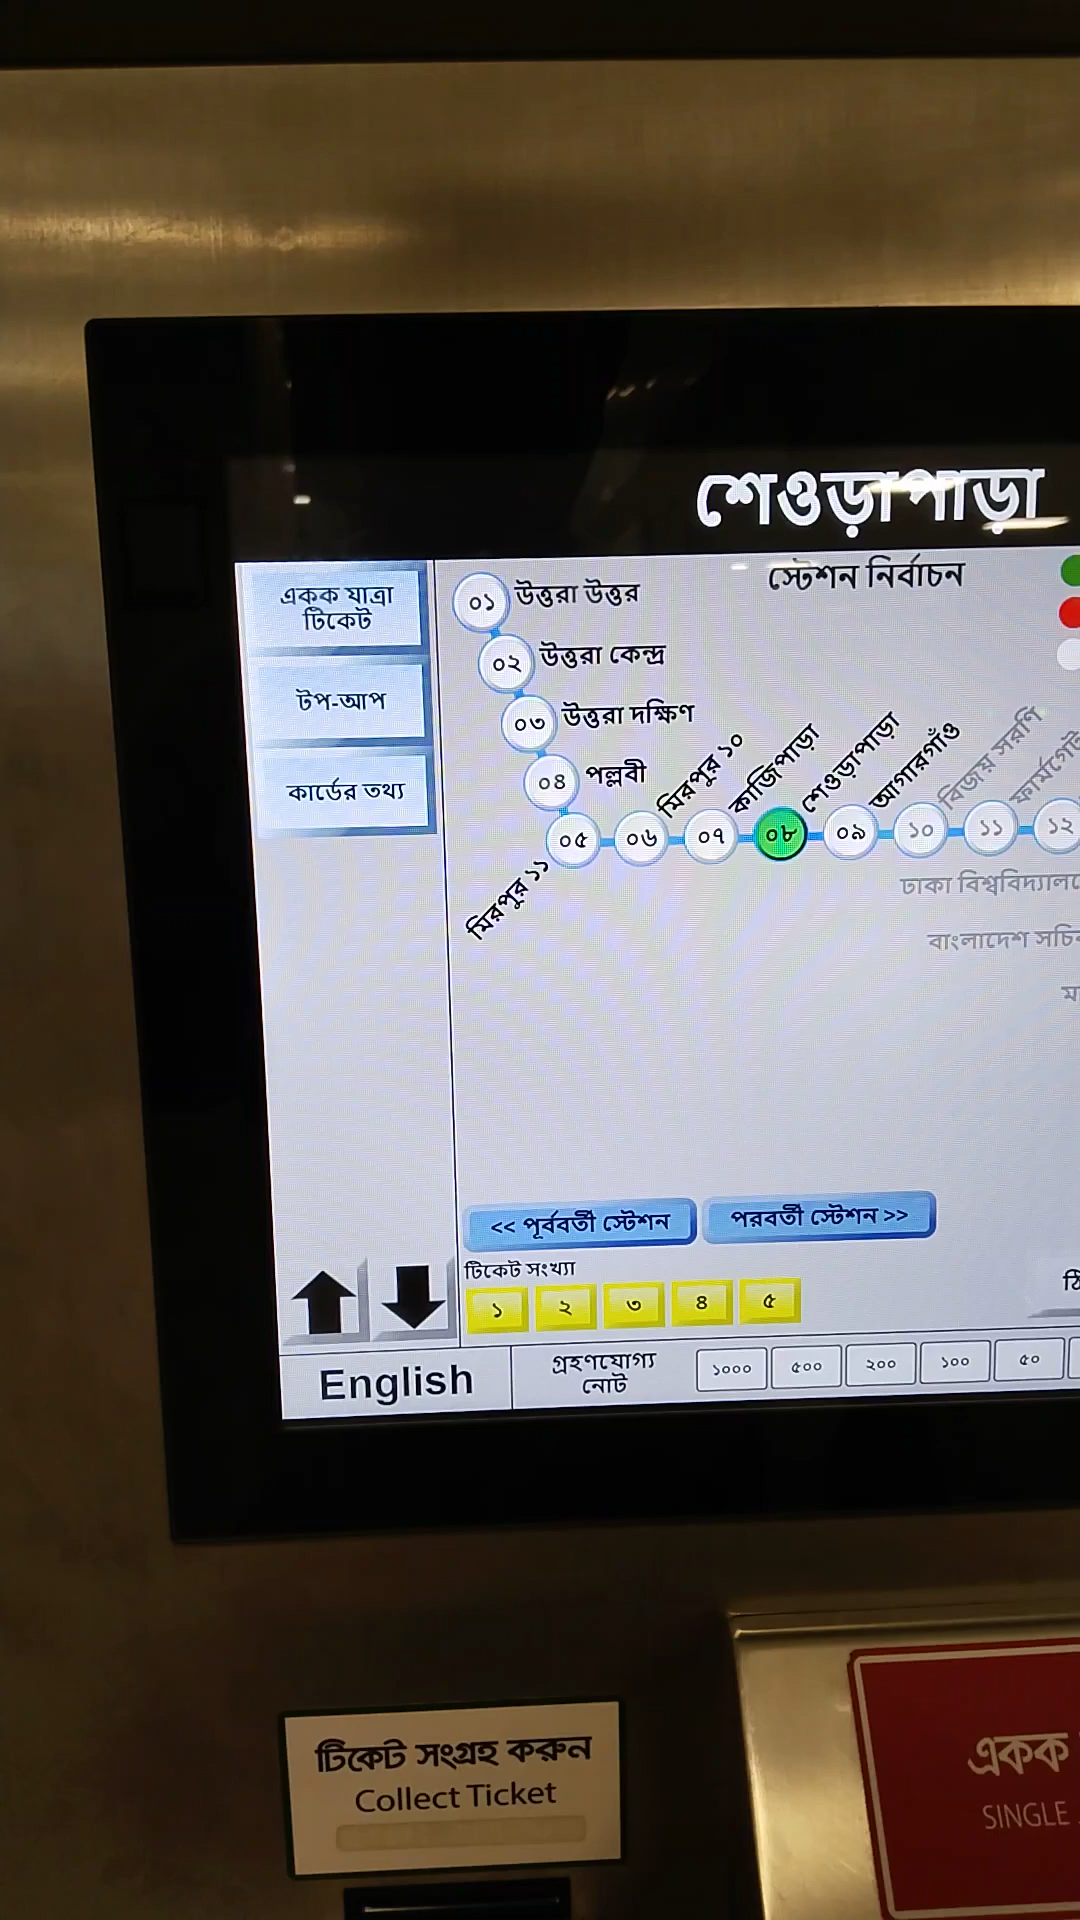 শেওড়াপাড়া
স্টেশন নির্বাচন
একক যাত্রা
টিকেট
টপ-আপ
কার্ডের তথ্য
০১ উত্তরা উত্তর
০২ উত্তরা কেন্দ্র
০৩ উত্তরা দক্ষিণ
০৪ পল্লবী
০৫ মিরপুর ১১
০৬ মিরপুর ১০
০৭ কাজিপাড়া
০৮ শেওড়াপাড়া
০৯ আগারগাঁও
১০ বিজয় সরণি
১১ ফার্মগেট
১২
ঢাকা বিশ্ববিদ্যালয়
বাংলাদেশ
<< পূর্ববর্তী স্টেশন
পরবর্তী স্টেশন >>
টিকেট সংখ্যা
১ ২ ৩ ৪ ৫
English
গ্রহণযোগ্য
নোট
১০০০ ৫০০ ২০০ ১০০ ৫০
টিকেট সংগ্রহ করুন
Collect Ticket
একক
SINGLE